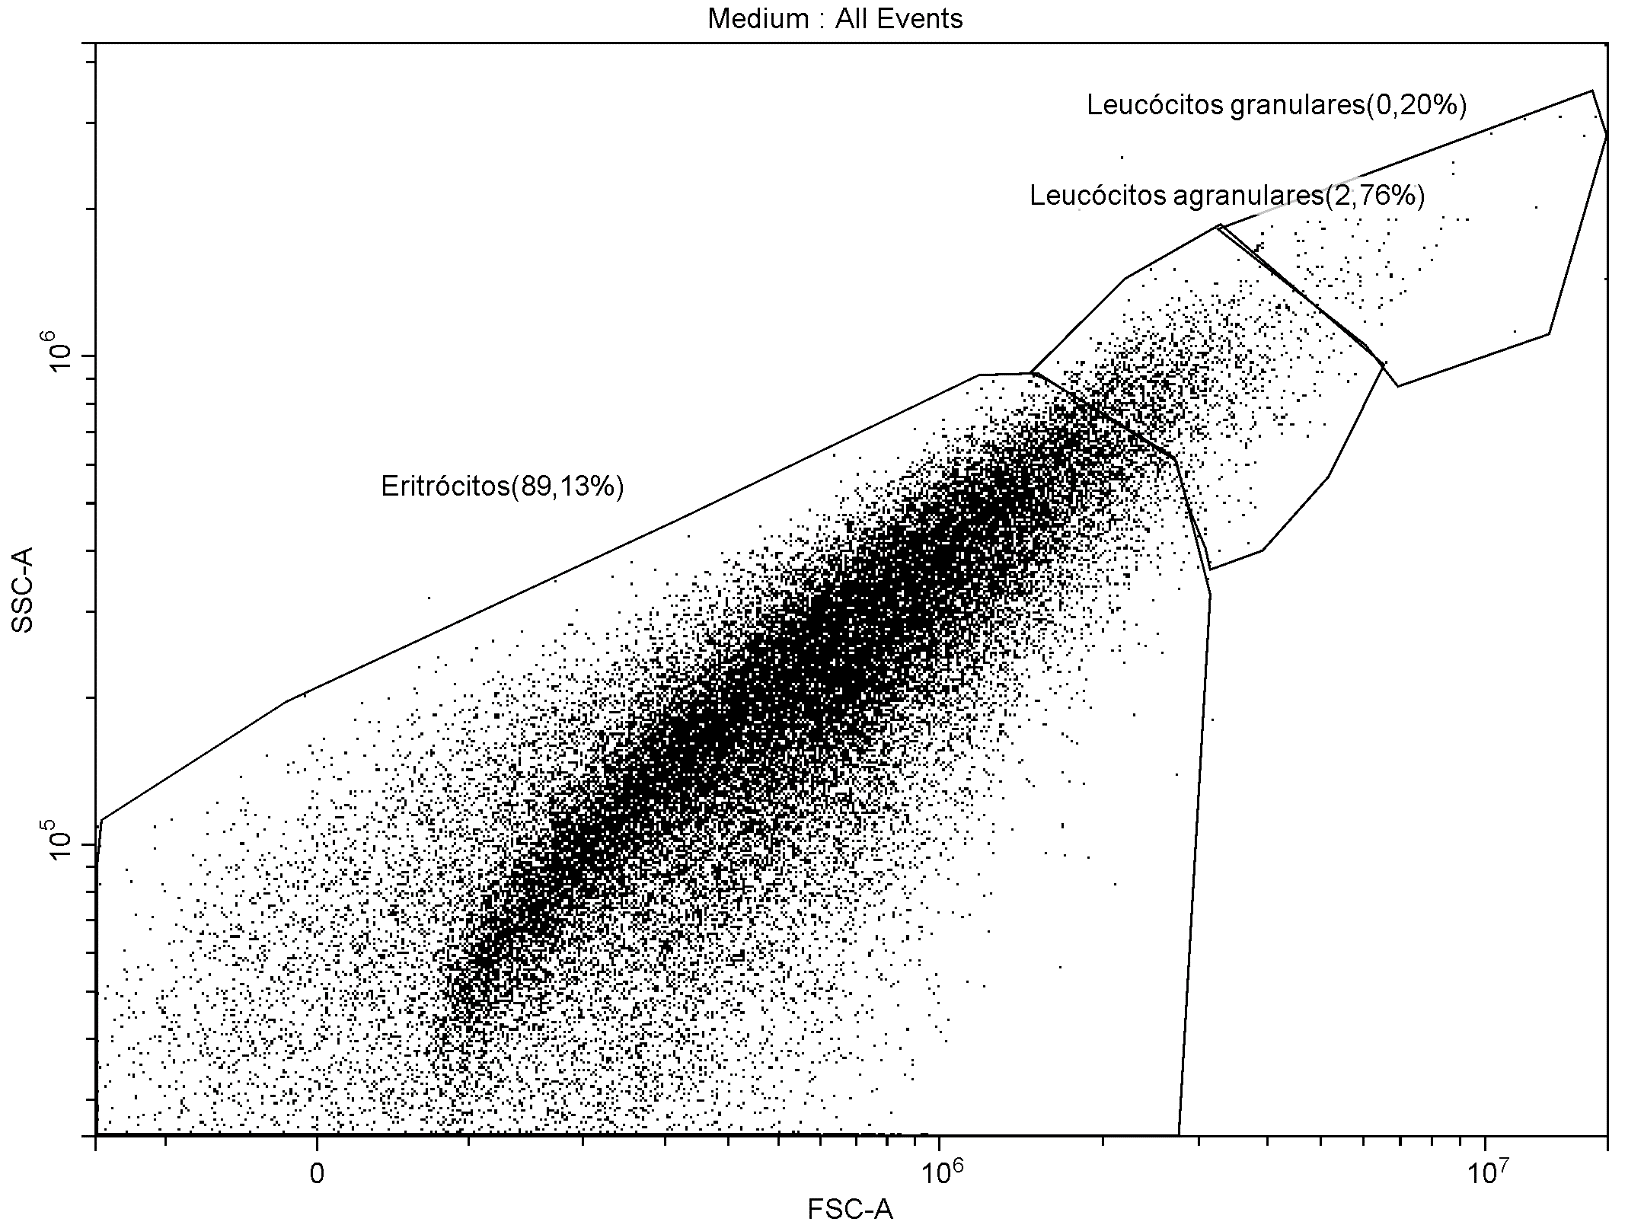 Medium : All Events
Leucócitos granulares(0,20%)
Leucócitos agranulares(2,76%)
Eritrócitos(89,13%)
SSC-A
10^6
10^5
0
10^6
10^7
FSC-A